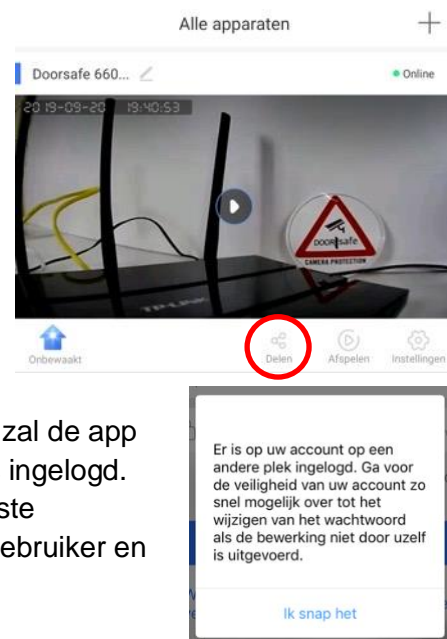 Alle apparaten
Doorsafe 660...
Online
2019-09-20 19:40:53
DOOR safe
CAMERA PROTECTION
TP-LINK
Onbewaakt
Delen
Afspelen
Instellingen
zal de app
ingelogd.
ste
ebruiker en
Er is op uw account op een
andere plek ingelogd. Ga voor
de veiligheid van uw account zo
snel mogelijk over tot het
wijzigen van het wachtwoord
als de bewerking niet door uzelf
is uitgevoerd.
Ik snap het